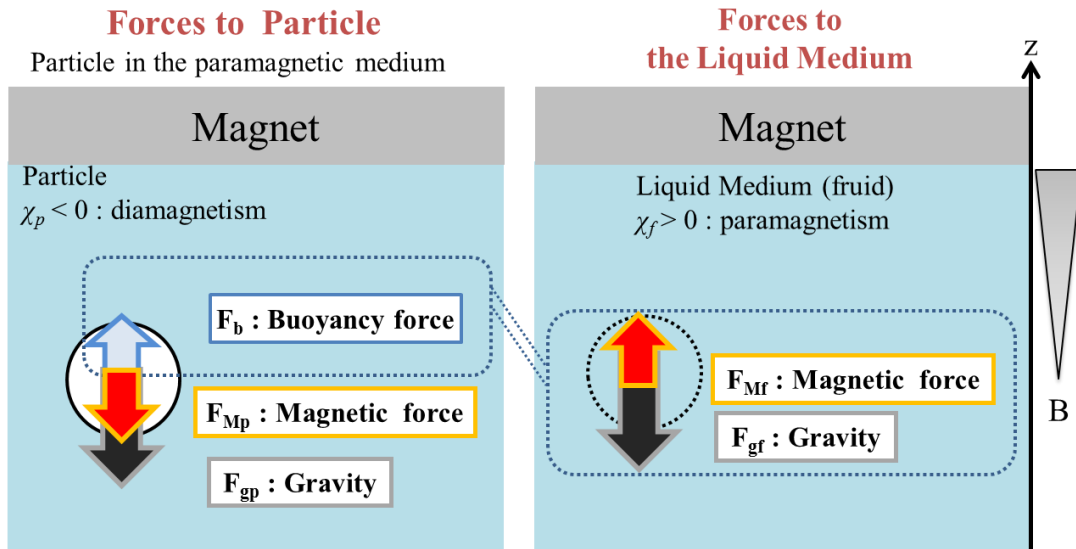 Forces to Particle
Particle in the paramagnetic medium
Magnet
Particle
χp < 0 : diamagnetism
Fb : Buoyancy force
FMp : Magnetic force
Fgp : Gravity
Forces to
the Liquid Medium
Magnet
Liquid Medium (fruid)
χf > 0 : paramagnetism
FMf : Magnetic force
Fgf : Gravity
z
B